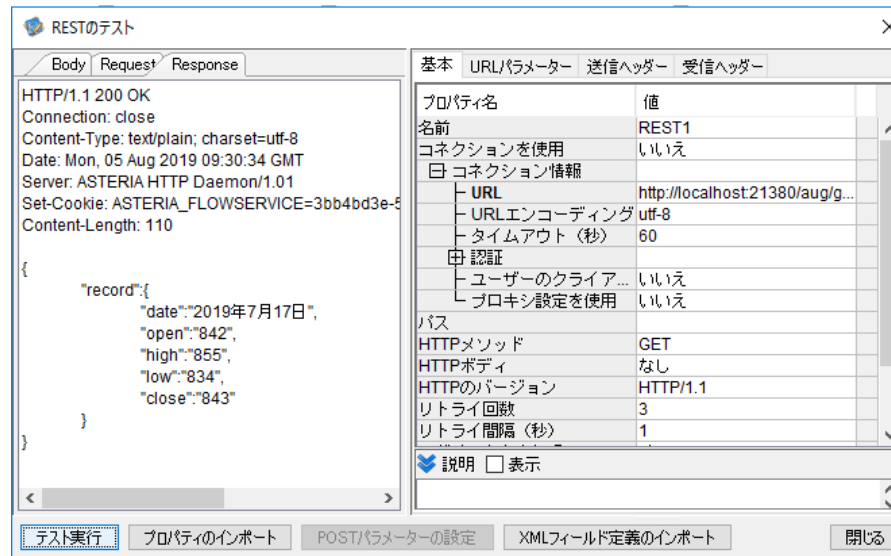 RESTのテスト
Body Request Response
HTTP/1.1 200 OK
Connection: close
Content-Type: text/plain; charset=utf-8
Date: Mon, 05 Aug 2019 09:30:34 GMT
Server: ASTERIA HTTP Daemon/1.01
Set-Cookie: ASTERIA_FLOWSERVICE=3bb4bd3e-5
Content-Length: 110
{
"record":{
"date":"2019年7月17日",
"open":"842",
"high":"855",
"low":"834",
"close":"843"
}
}
基本 URLパラメーター 送信ヘッダー 受信ヘッダー
プロパティ名 値
名前 REST1
コネクションを使用 いいえ
コネクション情報
URL http://localhost:21380/aug/g...
URLエンコーディング utf-8
タイムアウト（秒） 60
認証
ユーザーのクライア... いいえ
プロキシ設定を使用 いいえ
パス
HTTPメソッド GET
HTTPボディ なし
HTTPのバージョン HTTP/1.1
リトライ回数 3
リトライ間隔（秒） 1
説明 表示
テスト実行 プロパティのインポート POSTパラメーターの設定 XMLフィールド定義のインポート 閉じる